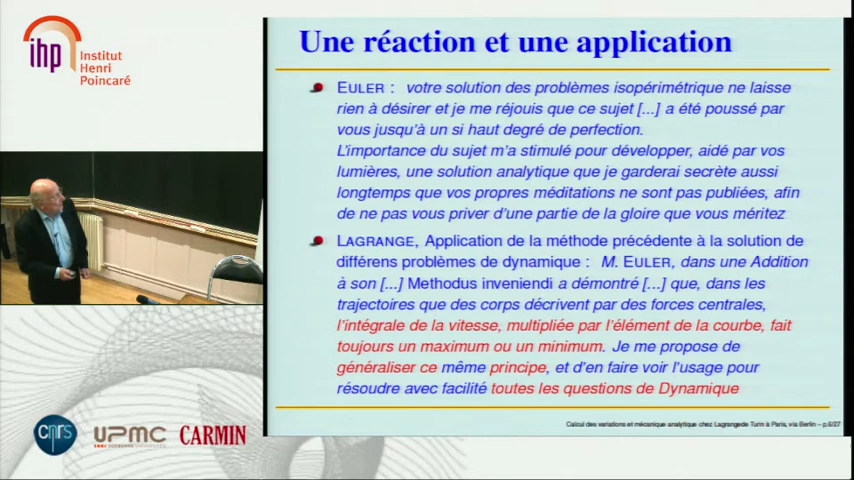 ihp
Institut
Henri
Poincaré
Une réaction et une application
EULER : votre solution des problèmes isopérimétrique ne laisse
rien à désirer et je me réjouis que ce sujet [...] a été poussé par
vous jusqu'à un si haut degré de perfection.
L'importance du sujet m'a stimulé pour développer, aidé par vos
lumières, une solution analytique que je garderai secrète aussi
longtemps que vos propres méditations ne sont pas publiées, afin
de ne pas vous priver d'une partie de la gloire que vous méritez
LAGRANGE, Application de la méthode précédente à la solution de
différens problèmes de dynamique : M. EULER, dans une Addition
à son [...] Methodus inveniendi a démontré [...] que, dans les
trajectoires que des corps décrivent par des forces centrales,
l'intégrale de la vitesse, multipliée par l'élément de la courbe, fait
toujours un maximum ou un minimum. Je me propose de
généraliser ce même principe, et d'en faire voir l'usage pour
résoudre avec facilité toutes les questions de Dynamique
Calcul des variations et mécanique analytique chez Lagrangede Turin à Paris, via Berlin – p.6/27
cnrs
UPMC
CARMIN